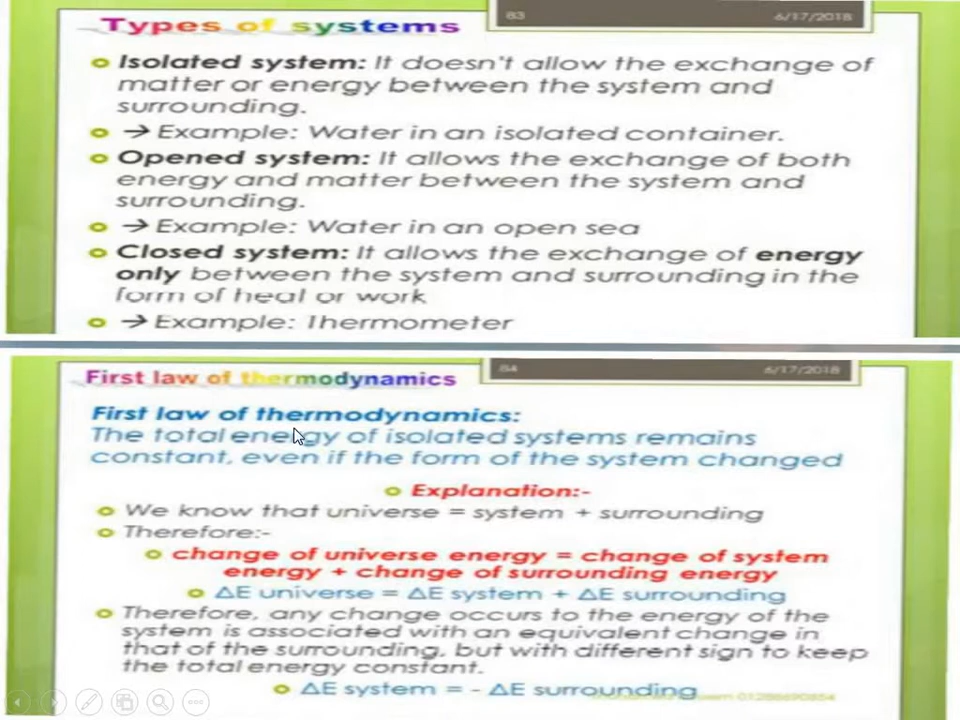 Types of systems
83
6/17/2018
Isolated system: It doesn't allow the exchange of
matter or energy between the system and
surrounding.
→ Example: Water in an isolated container.
Opened system: It allows the exchange of both
energy and matter between the system and
surrounding.
→ Example: Water in an open sea
Closed system: It allows the exchange of energy
only between the system and surrounding in the
form of heat or work
→ Example: Thermometer
First law of thermodynamics
84
6/17/2018
First law of thermodynamics:
The total energy of isolated systems remains
constant, even if the form of the system changed
Explanation:-
We know that universe = system + surrounding
Therefore:-
change of universe energy = change of system
energy + change of surrounding energy
ΔE universe = ΔE system + ΔE surrounding
Therefore, any change occurs to the energy of the
system is associated with an equivalent change in
that of the surrounding, but with different sign to keep
the total energy constant.
ΔE system = - ΔE surrounding